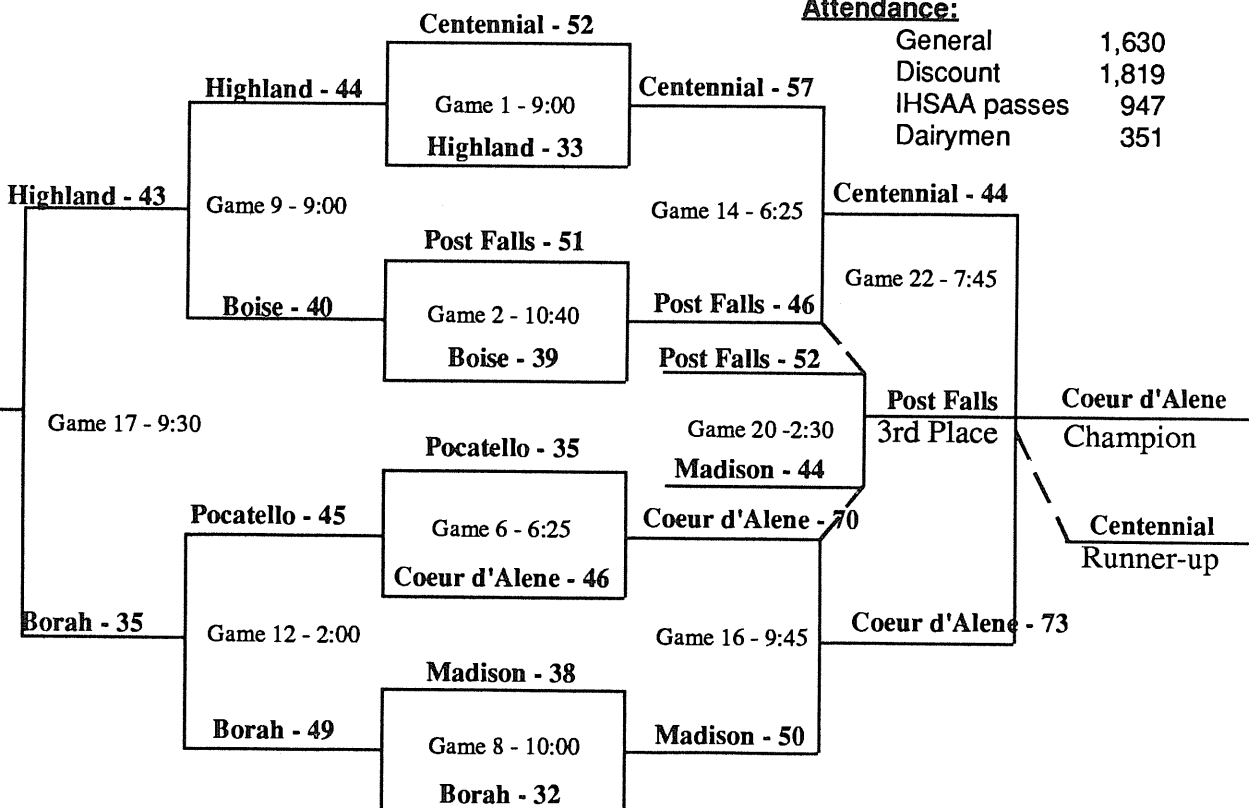 Attendance:
General 1,630
Discount 1,819
IHSAA passes 947
Dairymen 351
Centennial - 52
Highland - 44
Game 1 - 9:00
Centennial - 57
Highland - 33
Highland - 43
Game 9 - 9:00
Game 14 - 6:25
Centennial - 44
Post Falls - 51
Game 22 - 7:45
Boise - 40
Game 2 - 10:40
Post Falls - 46
Boise - 39
Post Falls - 52
Game 17 - 9:30
Game 20 -2:30
Post Falls
3rd Place
Coeur d'Alene
Champion
Pocatello - 35
Madison - 44
Pocatello - 45
Game 6 - 6:25
Coeur d'Alene - 70
Centennial
Runner-up
Coeur d'Alene - 46
Borah - 35
Game 12 - 2:00
Game 16 - 9:45
Coeur d'Alene - 73
Madison - 38
Borah - 49
Game 8 - 10:00
Madison - 50
Borah - 32